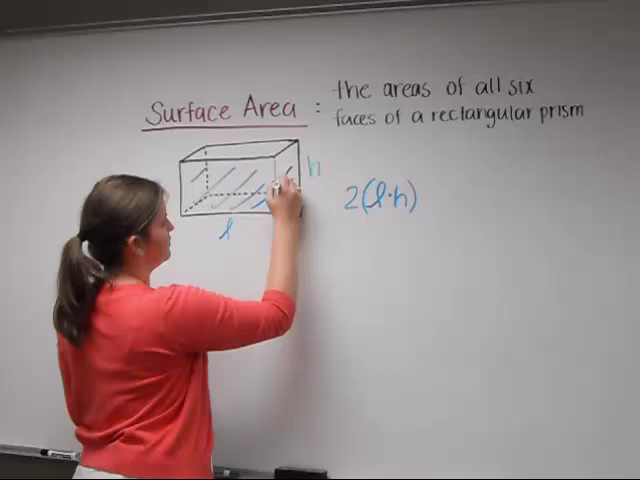 Surface Area : the areas of all six
faces of a rectangular prism
h
2(l·h)
l